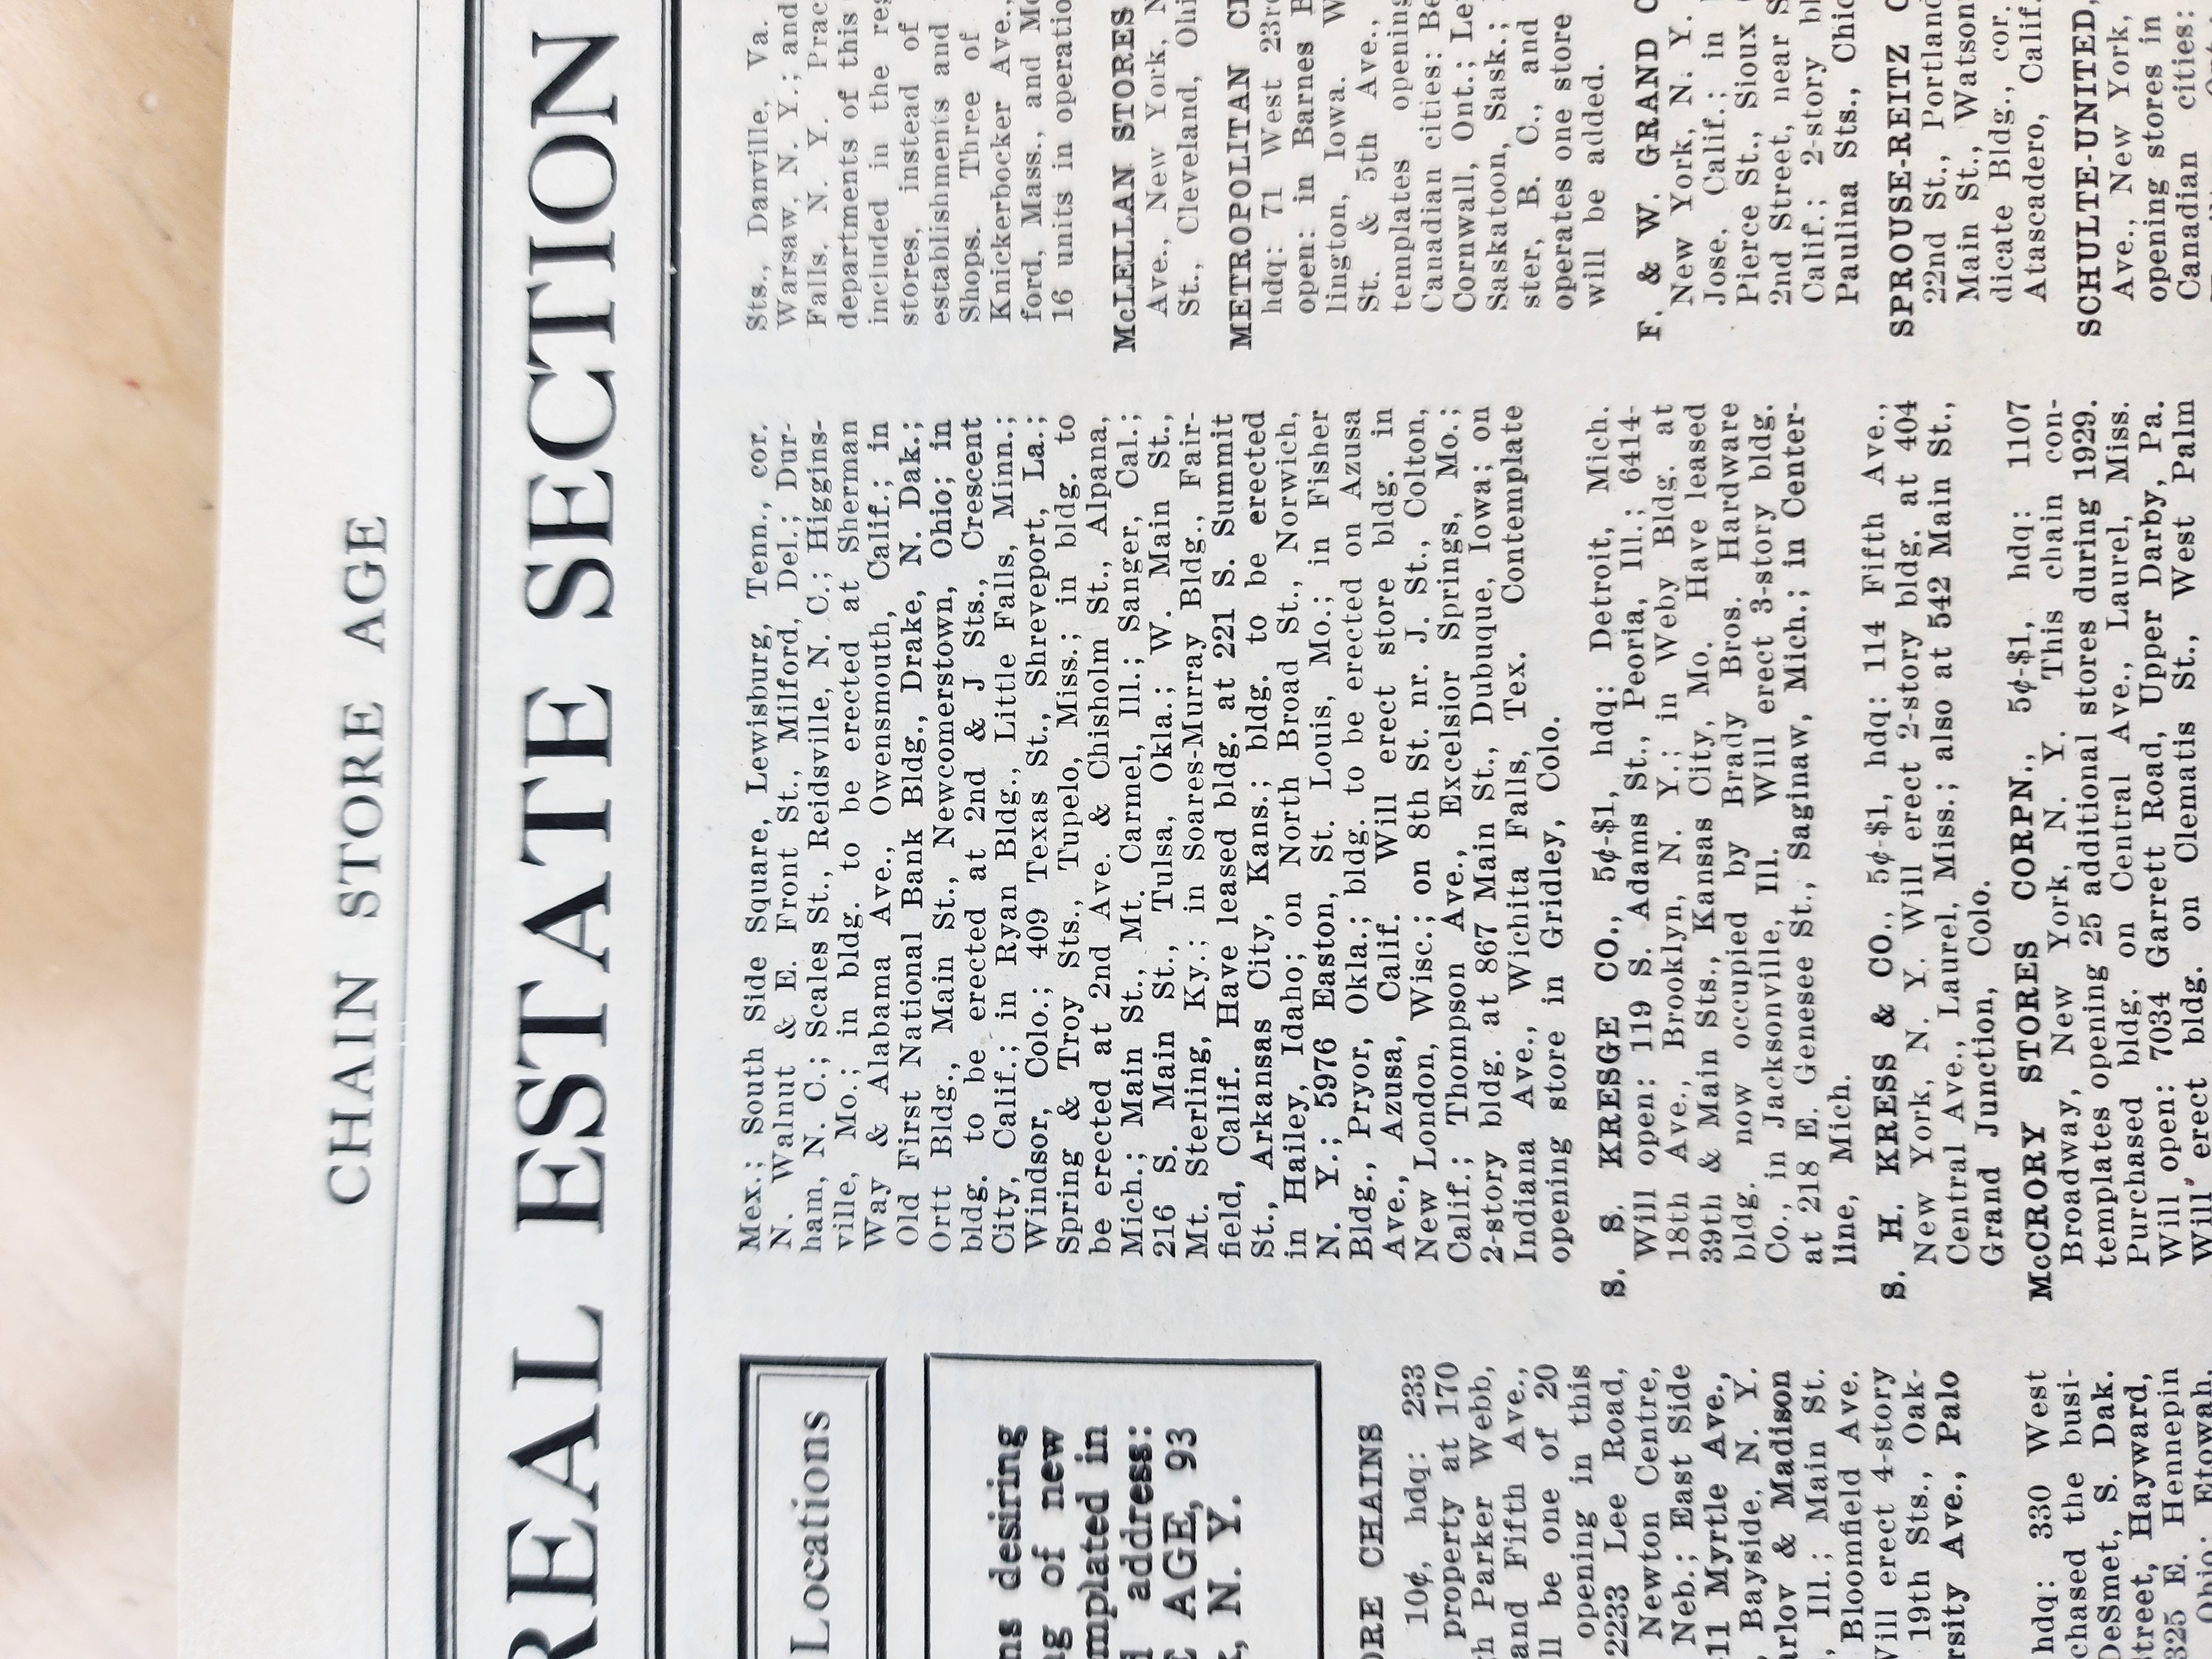 CHAIN STORE AGE
REAL ESTATE SECTION
Locations
desiring
of new
in
address:
AGE, 93
N. Y.
CHAINS
10¢, hdq: 233
property at 170
Parker Webb,
and Fifth Ave.,
be one of 20
opening in this
2233 Lee Road,
Newton Centre,
Neb.; East Side
11 Myrtle Ave.,
Bayside, N. Y.
& Madison
Ill.; Main St.
Bloomfield Ave.
erect 4-story
19th Sts., Oak-
Ave., Palo
hdq: 330 West
the busi-
DeSmet, S. Dak.
Hayward,
325 E. Hennepin
Ohio; Etowah,
Mex.; South Side Square, Lewisburg, Tenn., cor.
N. Walnut & E. Front St., Milford, Del.; Dur-
ham, N. C.; Scales St., Reidsville, N. C.; Higgins-
ville, Mo.; in bldg. to be erected at Sherman
Way & Alabama Ave., Owensmouth, Calif.; in
Old First National Bank Bldg., Drake, N. Dak.;
Ortt Bldg., Main St., Newcomerstown, Ohio; in
bldg. to be erected at 2nd & J Sts., Crescent
City, Calif.; in Ryan Bldg., Little Falls, Minn.;
Windsor, Colo.; 409 Texas St., Shreveport, La.;
Spring & Troy Sts., Tupelo, Miss.; in bldg. to
be erected at 2nd Ave. & Chisholm St., Alpana,
Mich.; Main St., Mt. Carmel, Ill.; Sanger, Cal.;
216 S. Main St., Tulsa, Okla.; W. Main St.,
Mt. Sterling, Ky.; in Soares-Murray Bldg., Fair-
field, Calif. Have leased bldg. at 221 S. Summit
St., Arkansas City, Kans.; bldg. to be erected
in Hailey, Idaho; on North Broad St., Norwich,
N. Y.; 5976 Easton, St. Louis, Mo.; in Fisher
Bldg., Pryor, Okla.; bldg. to be erected on Azusa
Ave., Azusa, Calif. Will erect store bldg. in
New London, Wisc.; on 8th St. nr. J. St., Colton,
Calif.; Thompson Ave., Excelsior Springs, Mo.;
2-story bldg. at 867 Main St., Dubuque, Iowa; on
Indiana Ave., Wichita Falls, Tex. Contemplate
opening store in Gridley, Colo.
S. S. KRESGE CO., 5¢-$1, hdq: Detroit, Mich.
Will open: 119 S. Adams St., Peoria, Ill.; 6414-
18th Ave., Brooklyn, N. Y.; in Weby Bldg. at
39th & Main Sts., Kansas City, Mo. Have leased
bldg. now occupied by Brady Bros. Hardware
Co., in Jacksonville, Ill. Will erect 3-story bldg.
at 218 E. Genesee St., Saginaw, Mich.; in Center-
line, Mich.
S. H. KRESS & CO., 5¢-$1, hdq: 114 Fifth Ave.,
New York, N. Y. Will erect 2-story bldg. at 404
Central Ave., Laurel, Miss.; also at 542 Main St.,
Grand Junction, Colo.
McCRORY STORES CORPN., 5¢-$1, hdq: 1107
Broadway, New York, N. Y. This chain con-
templates opening 25 additional stores during 1929.
Purchased bldg. on Central Ave., Laurel, Miss.
Will open: 7034 Garrett Road, Upper Darby, Pa.
Will erect bldg. on Clematis St., West Palm
Sts., Danville, Va.
Warsaw, N. Y.; and
Falls, N. Y.
departments of this
included in the
stores, instead of
establishments and
Shops. Three of
Knickerbocker Ave.,
ford, Mass., and
16 units in
McLELLAN STORES
Ave., New York,
St., Cleveland,
METROPOLITAN
hdq: 71 West
open: in Barnes
lington, Iowa.
St. & 5th Ave.,
templates opening
Canadian cities:
Cornwall, Ont.;
Saskatoon, Sask.;
ster, B. C., and
operates one store
will be added.
F. & W. GRAND
New York, N. Y.
Jose, Calif.; in
Pierce St., Sioux
2nd Street, near
Calif.; 2-story
Paulina Sts.,
SPROUSE-REITZ
22nd St., Portland
Main St.,
dicate Bldg., cor.
Atascadero, Calif.
SCHULTE-UNITED,
Ave., New York,
opening stores in
Canadian cities: